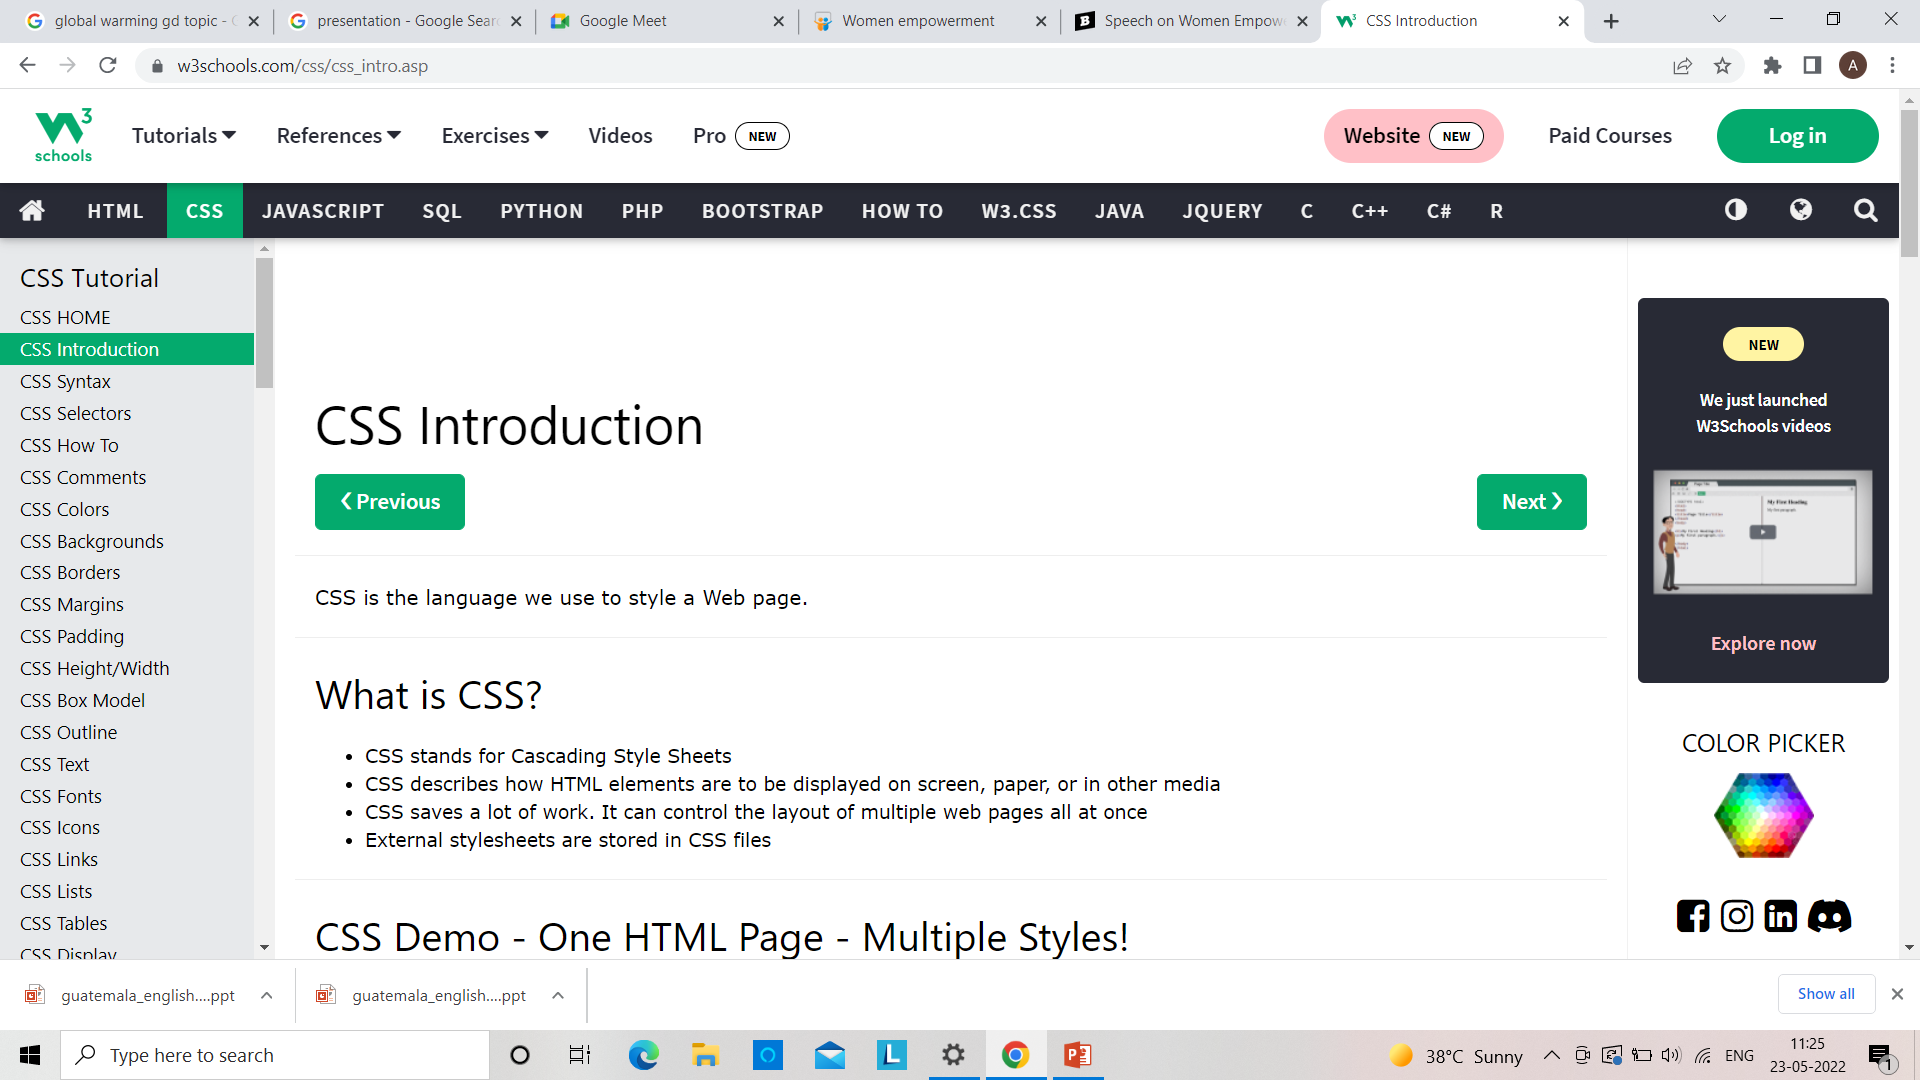 global warming gd topic - G
presentation - Google Sear
Google Meet
Women empowerment
Speech on Women Empow
CSS Introduction
w3schools.com/css/css_intro.asp
A
W3
schools
Tutorials
References
Exercises
Videos
Pro NEW
Website NEW
Paid Courses
Log in
HTML
CSS
JAVASCRIPT
SQL
PYTHON
PHP
BOOTSTRAP
HOW TO
W3.CSS
JAVA
JQUERY
C
C++
C#
R
CSS Tutorial
CSS HOME
CSS Introduction
CSS Syntax
CSS Selectors
CSS How To
CSS Comments
CSS Colors
CSS Backgrounds
CSS Borders
CSS Margins
CSS Padding
CSS Height/Width
CSS Box Model
CSS Outline
CSS Text
CSS Fonts
CSS Icons
CSS Links
CSS Lists
CSS Tables
CSS Display
CSS Introduction
❮ Previous
Next ❯
CSS is the language we use to style a Web page.
What is CSS?
• CSS stands for Cascading Style Sheets
• CSS describes how HTML elements are to be displayed on screen, paper, or in other media
• CSS saves a lot of work. It can control the layout of multiple web pages all at once
• External stylesheets are stored in CSS files
CSS Demo - One HTML Page - Multiple Styles!
NEW
We just launched
W3Schools videos
My First Heading
Explore now
COLOR PICKER
guatemala_english....ppt
guatemala_english....ppt
Show all
Type here to search
38°C Sunny
ENG
11:25
23-05-2022
1